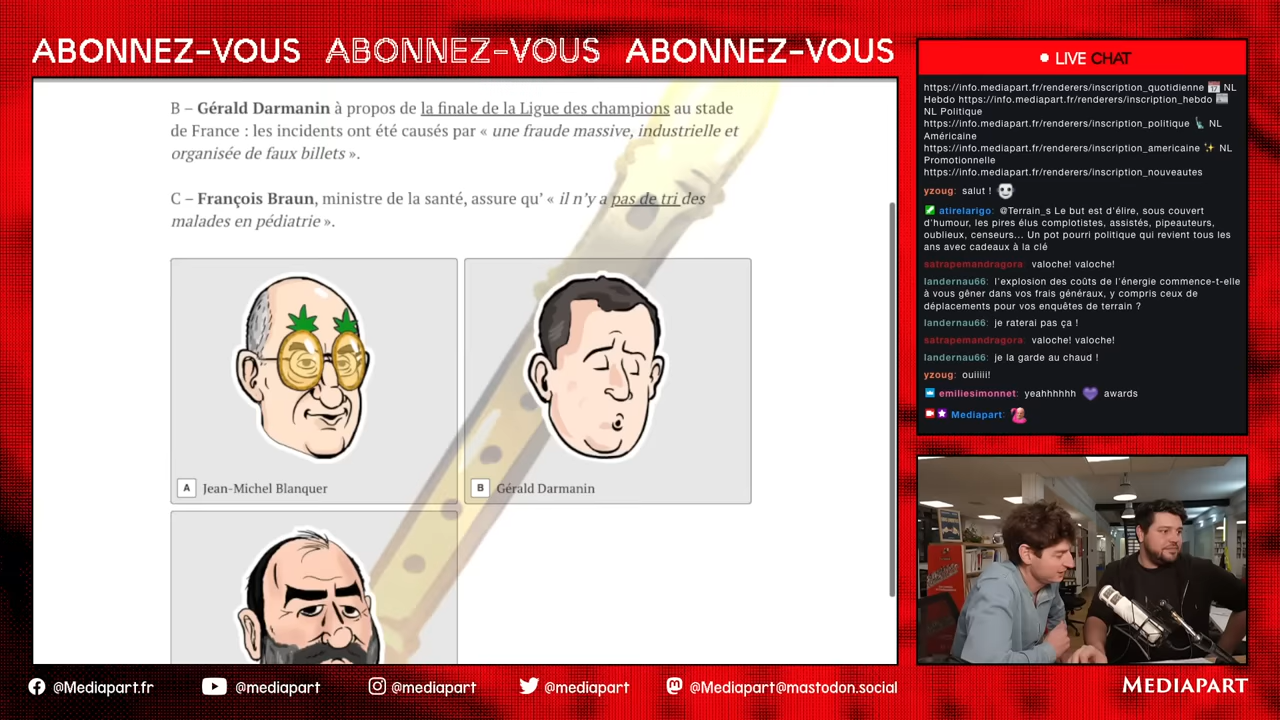 ABONNEZ-VOUS ABONNEZ-VOUS ABONNEZ-VOUS
B – Gérald Darmanin à propos de la finale de la Ligue des champions au stade
de France : les incidents ont été causés par « une fraude massive, industrielle et
organisée de faux billets ».
C – François Braun, ministre de la santé, assure qu' « il n'y a pas de tri des
malades en pédiatrie ».
A Jean-Michel Blanquer
B Gérald Darmanin
LIVE CHAT
https://info.mediapart.fr/renderers/inscription_quotidienne 📅 NL
Hebdo https://info.mediapart.fr/renderers/inscription_hebdo 📰
NL Politique
https://info.mediapart.fr/renderers/inscription_politique 🗽 NL
Américaine
https://info.mediapart.fr/renderers/inscription_americaine ✨ NL
Promotionnelle
https://info.mediapart.fr/renderers/inscription_nouveautes
yzoug: salut !
atirelarigo: @Terrain_s Le but est d'élire, sous couvert
d'humour, les pires élus complotistes, assistés, pipeauteurs,
oublieux, censeurs... Un pot pourri politique qui revient tous les
ans avec cadeaux à la clé
satrapemandragora: valoche! valoche!
landernau66: l'explosion des coûts de l'énergie commence-t-elle
à vous gêner dans vos frais généraux, y compris ceux de
déplacements pour vos enquêtes de terrain ?
landernau66: je raterai pas ça !
satrapemandragora: valoche! valoche!
landernau66: je la garde au chaud !
yzoug: ouiiiii!
emiliesimonnet: yeahhhhhh 💜 awards
Mediapart:
@Mediapart.fr @mediapart @mediapart @mediapart @Mediapart@mastodon.social
MEDIAPART